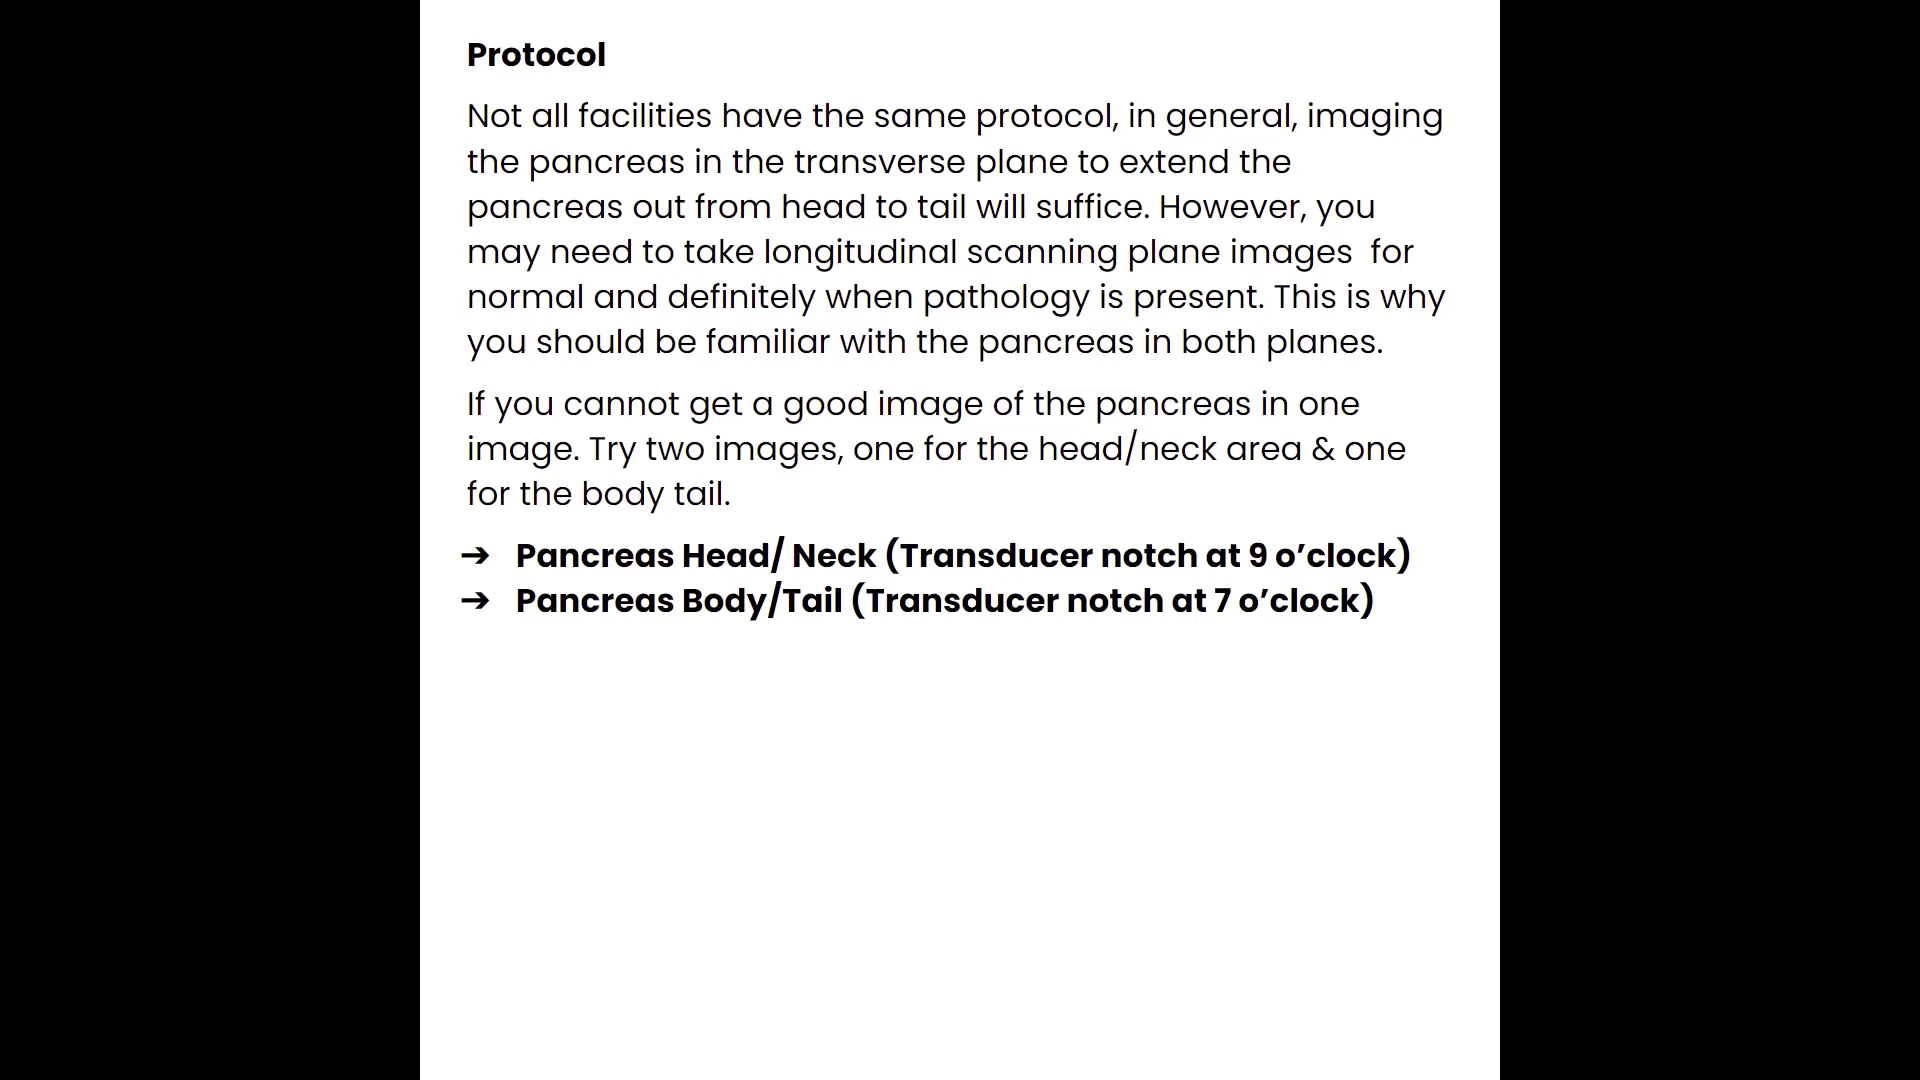 Protocol
Not all facilities have the same protocol, in general, imaging
the pancreas in the transverse plane to extend the
pancreas out from head to tail will suffice. However, you
may need to take longitudinal scanning plane images  for
normal and definitely when pathology is present. This is why
you should be familiar with the pancreas in both planes.
If you cannot get a good image of the pancreas in one
image. Try two images, one for the head/neck area & one
for the body tail.
➔ Pancreas Head/ Neck (Transducer notch at 9 o’clock)
➔ Pancreas Body/Tail (Transducer notch at 7 o’clock)